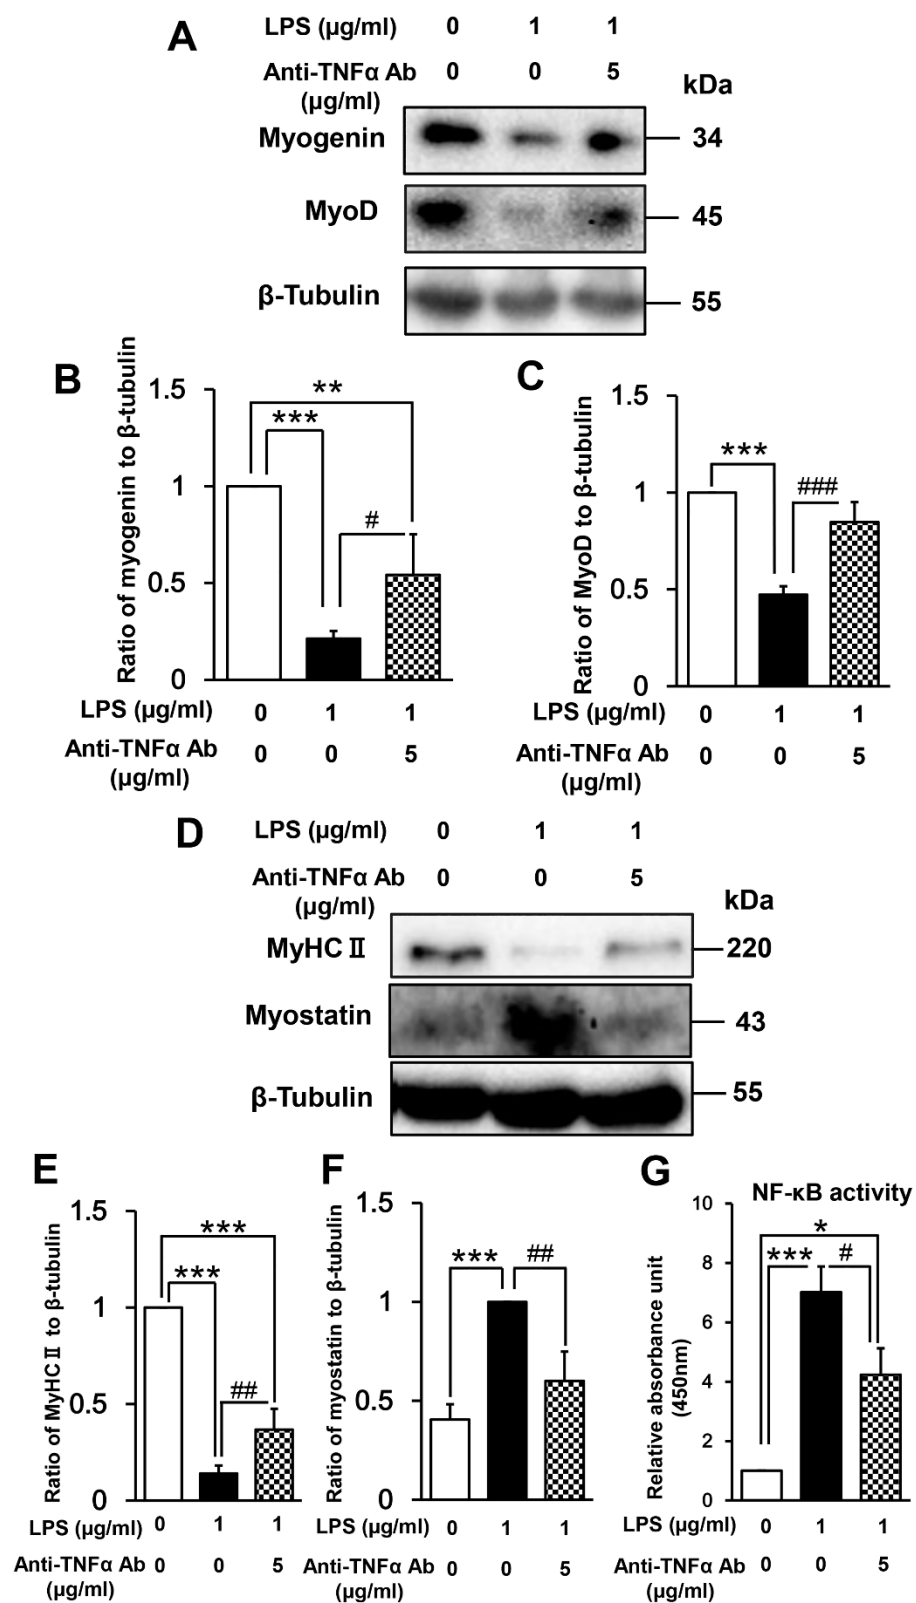 A
LPS (µg/ml) 0 1 1
Anti-TNFα Ab 0 0 5
(µg/ml)
kDa
Myogenin 34
MyoD 45
β-Tubulin 55
B
Ratio of myogenin to β-tubulin
1.5
1
0.5
0
**
***
#
LPS (µg/ml) 0 1 1
Anti-TNFα Ab 0 0 5
(µg/ml)
C
Ratio of MyoD to β-tubulin
1.5
1
0.5
0
***
###
LPS (µg/ml) 0 1 1
Anti-TNFα Ab 0 0 5
(µg/ml)
D
LPS (µg/ml) 0 1 1
Anti-TNFα Ab 0 0 5
(µg/ml)
kDa
MyHCⅡ 220
Myostatin 43
β-Tubulin 55
E
Ratio of MyHCⅡ to β-tubulin
1.5
1
0.5
0
***
***
##
LPS (µg/ml) 0 1 1
Anti-TNFα Ab 0 0 5
(µg/ml)
F
Ratio of myostatin to β-tubulin
1.5
1
0.5
0
***
##
LPS (µg/ml) 0 1 1
Anti-TNFα Ab 0 0 5
(µg/ml)
G
NF-κB activity
Relative absorbance unit
(450nm)
10
8
6
4
2
0
*
***
#
LPS (µg/ml) 0 1 1
Anti-TNFα Ab 0 0 5
(µg/ml)